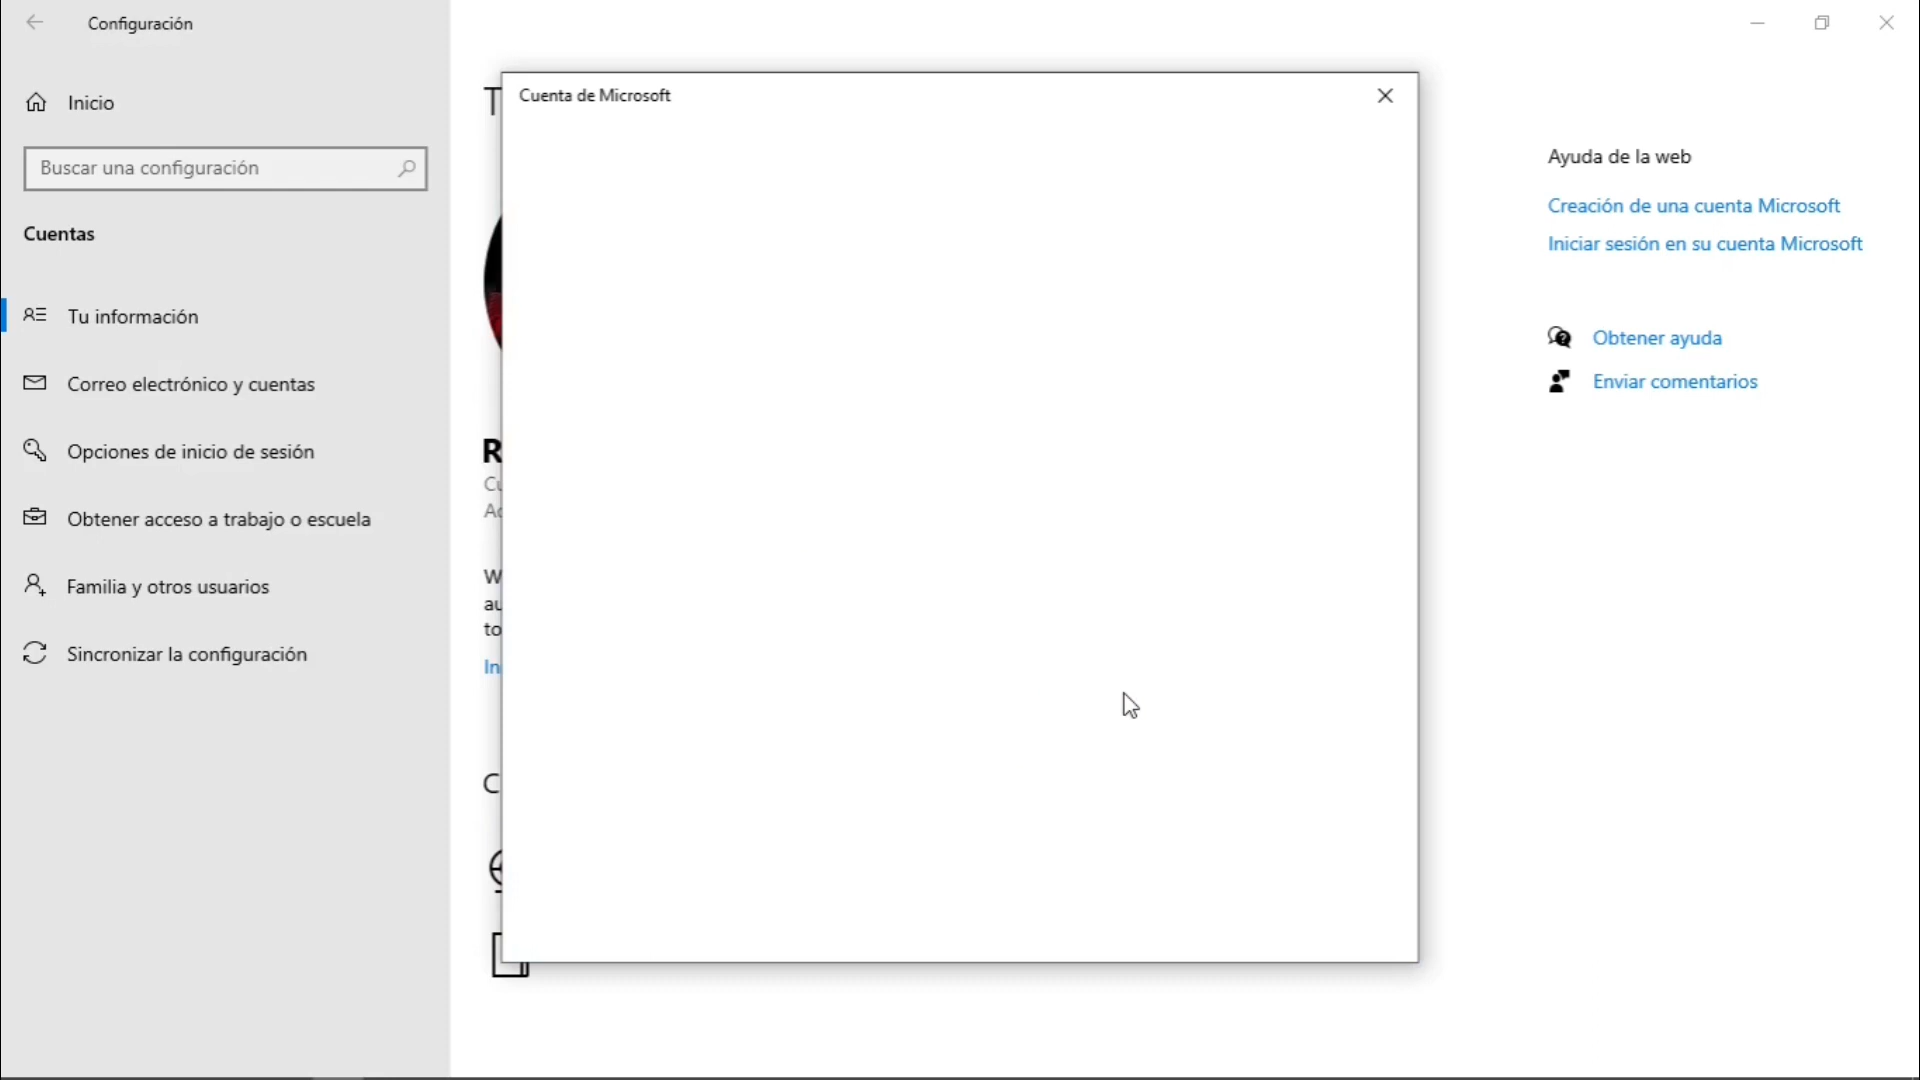 Configuración
Inicio
Buscar una configuración
Cuentas
Tu información
Correo electrónico y cuentas
Opciones de inicio de sesión
Obtener acceso a trabajo o escuela
Familia y otros usuarios
Sincronizar la configuración
Cuenta de Microsoft
Ayuda de la web
Creación de una cuenta Microsoft
Iniciar sesión en su cuenta Microsoft
Obtener ayuda
Enviar comentarios